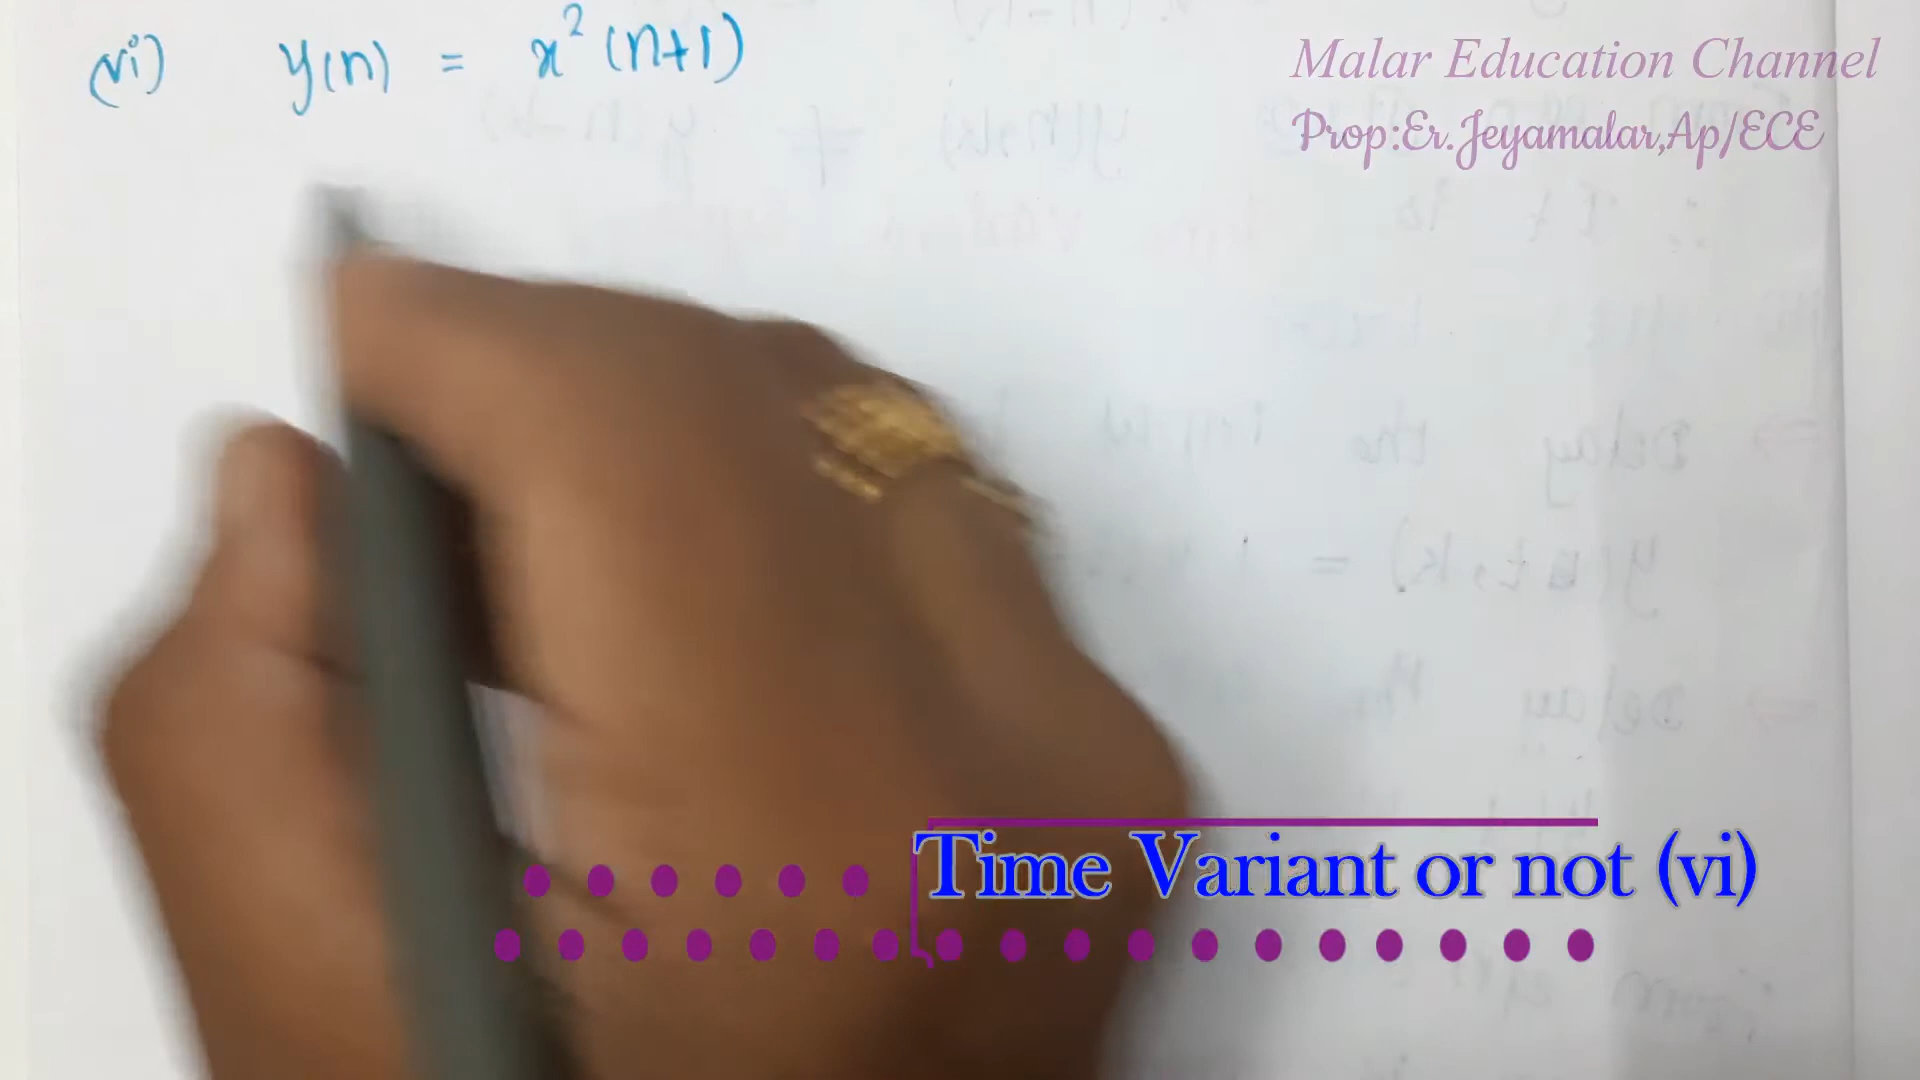 (vi) y(n) = x²(n+1)
Malar Education Channel
Prop:Er.Jeyamalar,Ap/ECE
Time Variant or not (vi)